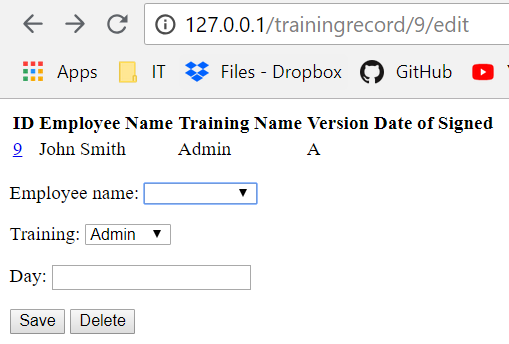 127.0.0.1/trainingrecord/9/edit
Apps IT Files - Dropbox GitHub
ID Employee Name Training Name Version Date of Signed
9 John Smith Admin A
Employee name:
Training: Admin
Day:
Save Delete